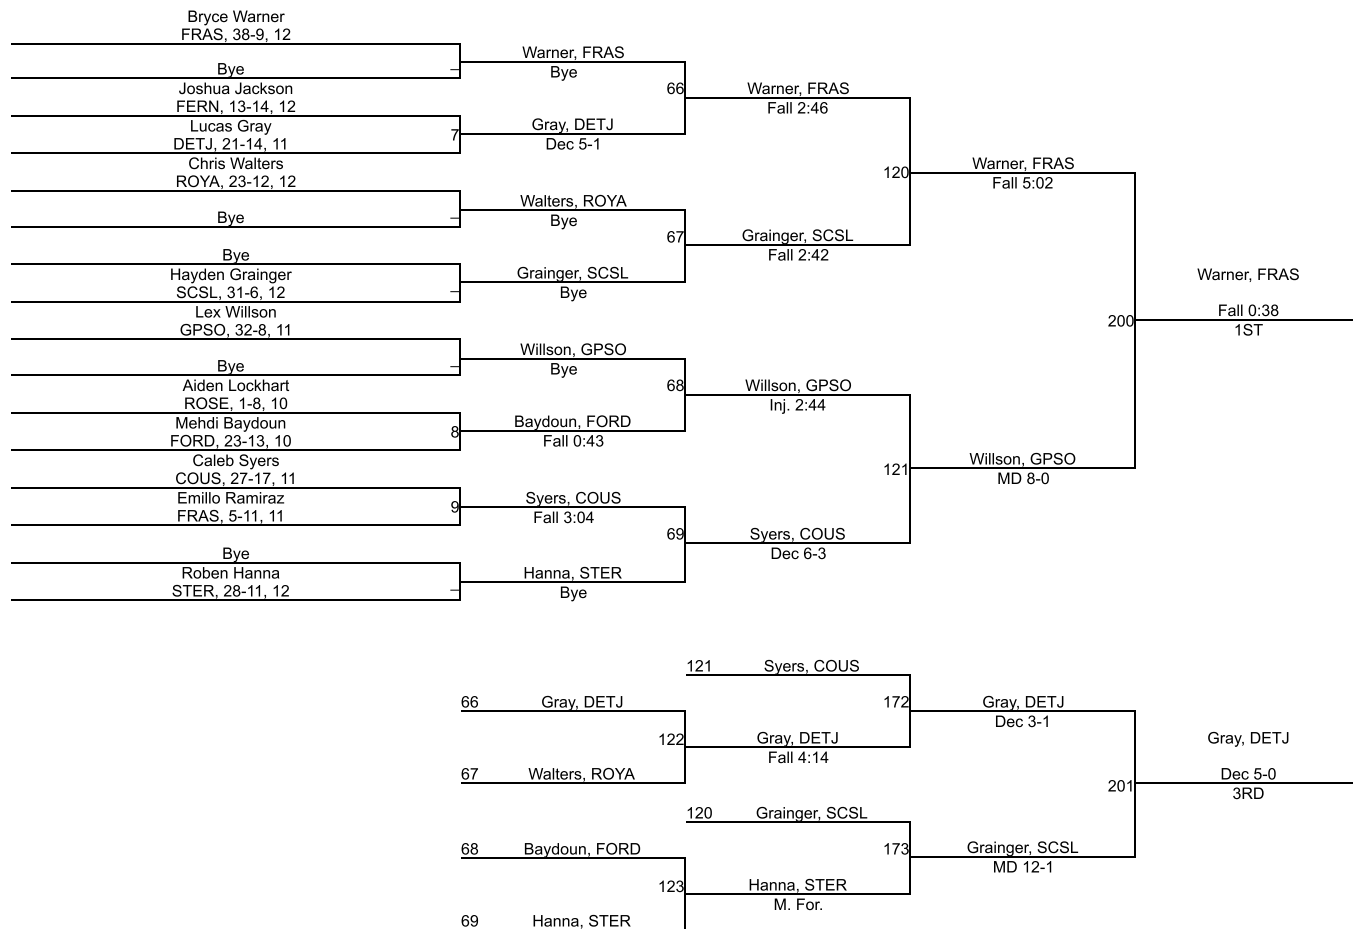 Bryce Warner
FRAS, 38-9, 12
Bye
Joshua Jackson
FERN, 13-14, 12
Lucas Gray
DETJ, 21-14, 11
7
Chris Walters
ROYA, 23-12, 12
Bye
Bye
Hayden Grainger
SCSL, 31-6, 12
Lex Willson
GPSO, 32-8, 11
Bye
Aiden Lockhart
ROSE, 1-8, 10
Mehdi Baydoun
FORD, 23-13, 10
8
Caleb Syers
COUS, 27-17, 11
Emillo Ramiraz
FRAS, 5-11, 11
9
Bye
Roben Hanna
STER, 28-11, 12
Warner, FRAS
Bye
66
Gray, DETJ
Dec 5-1
Walters, ROYA
Bye
67
Grainger, SCSL
Bye
Willson, GPSO
Bye
68
Baydoun, FORD
Fall 0:43
Syers, COUS
Fall 3:04
69
Hanna, STER
Bye
Warner, FRAS
Fall 2:46
120
Grainger, SCSL
Fall 2:42
Willson, GPSO
Inj. 2:44
121
Syers, COUS
Dec 6-3
Warner, FRAS
Fall 5:02
200
Willson, GPSO
MD 8-0
Warner, FRAS
Fall 0:38
1ST
66 Gray, DETJ
122
67 Walters, ROYA
68 Baydoun, FORD
123
69 Hanna, STER
121 Syers, COUS
172
Gray, DETJ
Fall 4:14
120 Grainger, SCSL
173
Hanna, STER
M. For.
Gray, DETJ
Dec 3-1
201
Grainger, SCSL
MD 12-1
Gray, DETJ
Dec 5-0
3RD